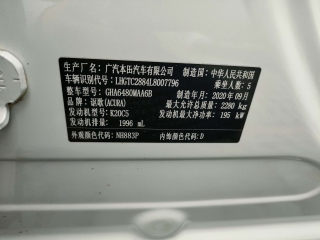 生产厂名：广汽本田汽车有限公司 制造国：中华人民共和国
车辆识别代号：LHGTC2884L8007796 乘坐人数：5
整车型号：GHA6480MAA6B 制造年月：2020年09月
品牌：讴歌(ACURA) 最大允许总质量：2280 kg
发动机型号：K20C5 发动机最大净功率：195 kW
发动机排量：1996 mL
外观颜色代码：NH883P 内饰颜色代码：D